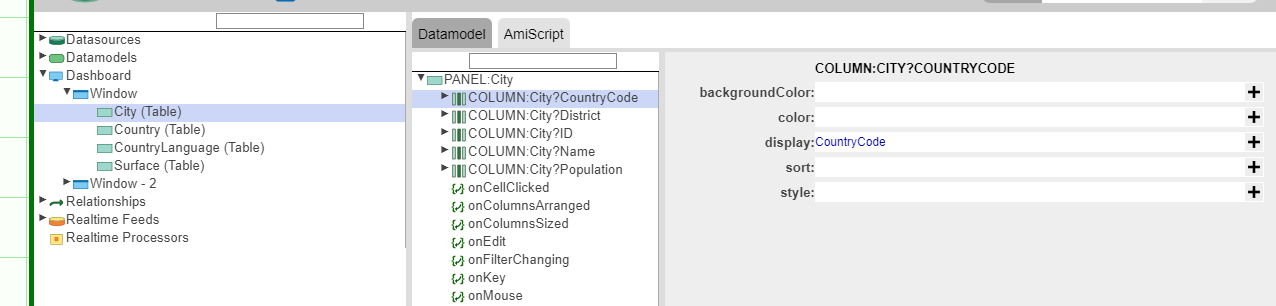 Datasources
Datamodels
Dashboard
Window
City (Table)
Country (Table)
CountryLanguage (Table)
Surface (Table)
Window - 2
Relationships
Realtime Feeds
Realtime Processors
Datamodel
AmiScript
PANEL:City
COLUMN:City?CountryCode
COLUMN:City?District
COLUMN:City?ID
COLUMN:City?Name
COLUMN:City?Population
onCellClicked
onColumnsArranged
onColumnsSized
onEdit
onFilterChanging
onKey
onMouse
COLUMN:CITY?COUNTRYCODE
backgroundColor:
color:
display: CountryCode
sort:
style: